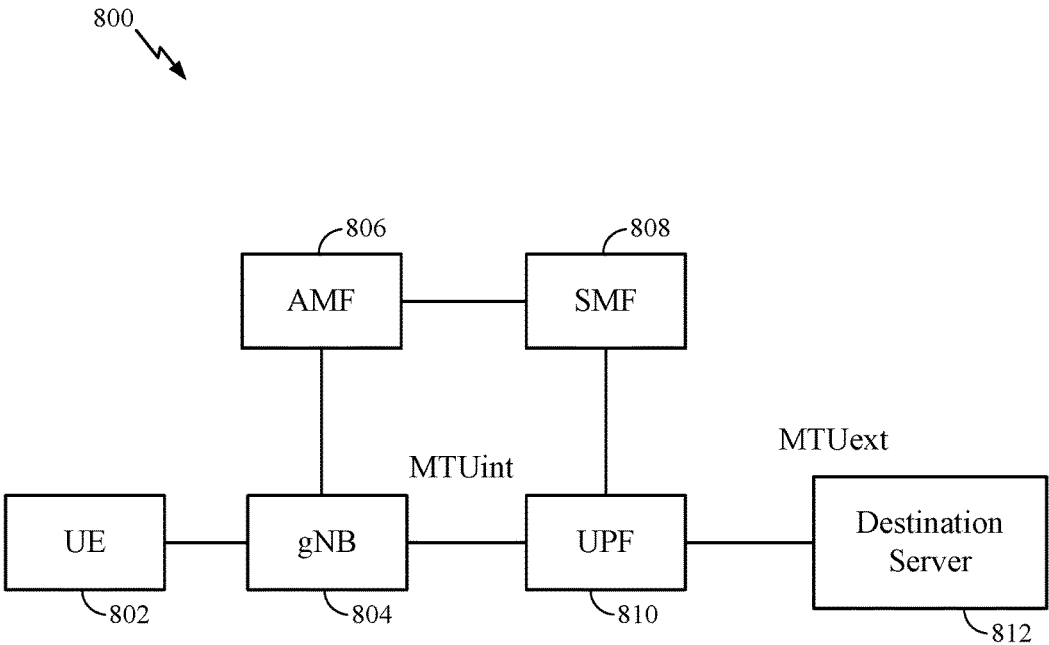 800
806
808
AMF
SMF
MTUint
MTUext
UE
gNB
UPF
Destination
Server
802
804
810
812